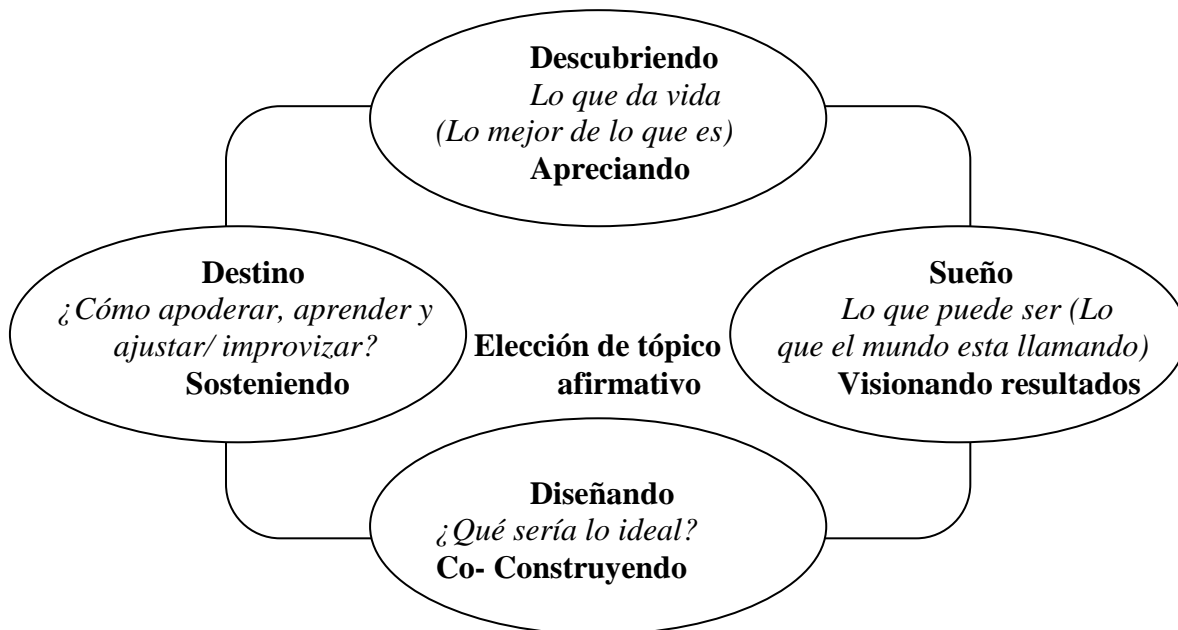 Descubriendo
Lo que da vida
(Lo mejor de lo que es)
Apreciando
Destino
¿Cómo apoderar, aprender y
ajustar/ improvizar?
Sosteniendo
Elección de tópico
afirmativo
Sueño
Lo que puede ser (Lo
que el mundo esta llamando)
Visionando resultados
Diseñando
¿Qué sería lo ideal?
Co- Construyendo